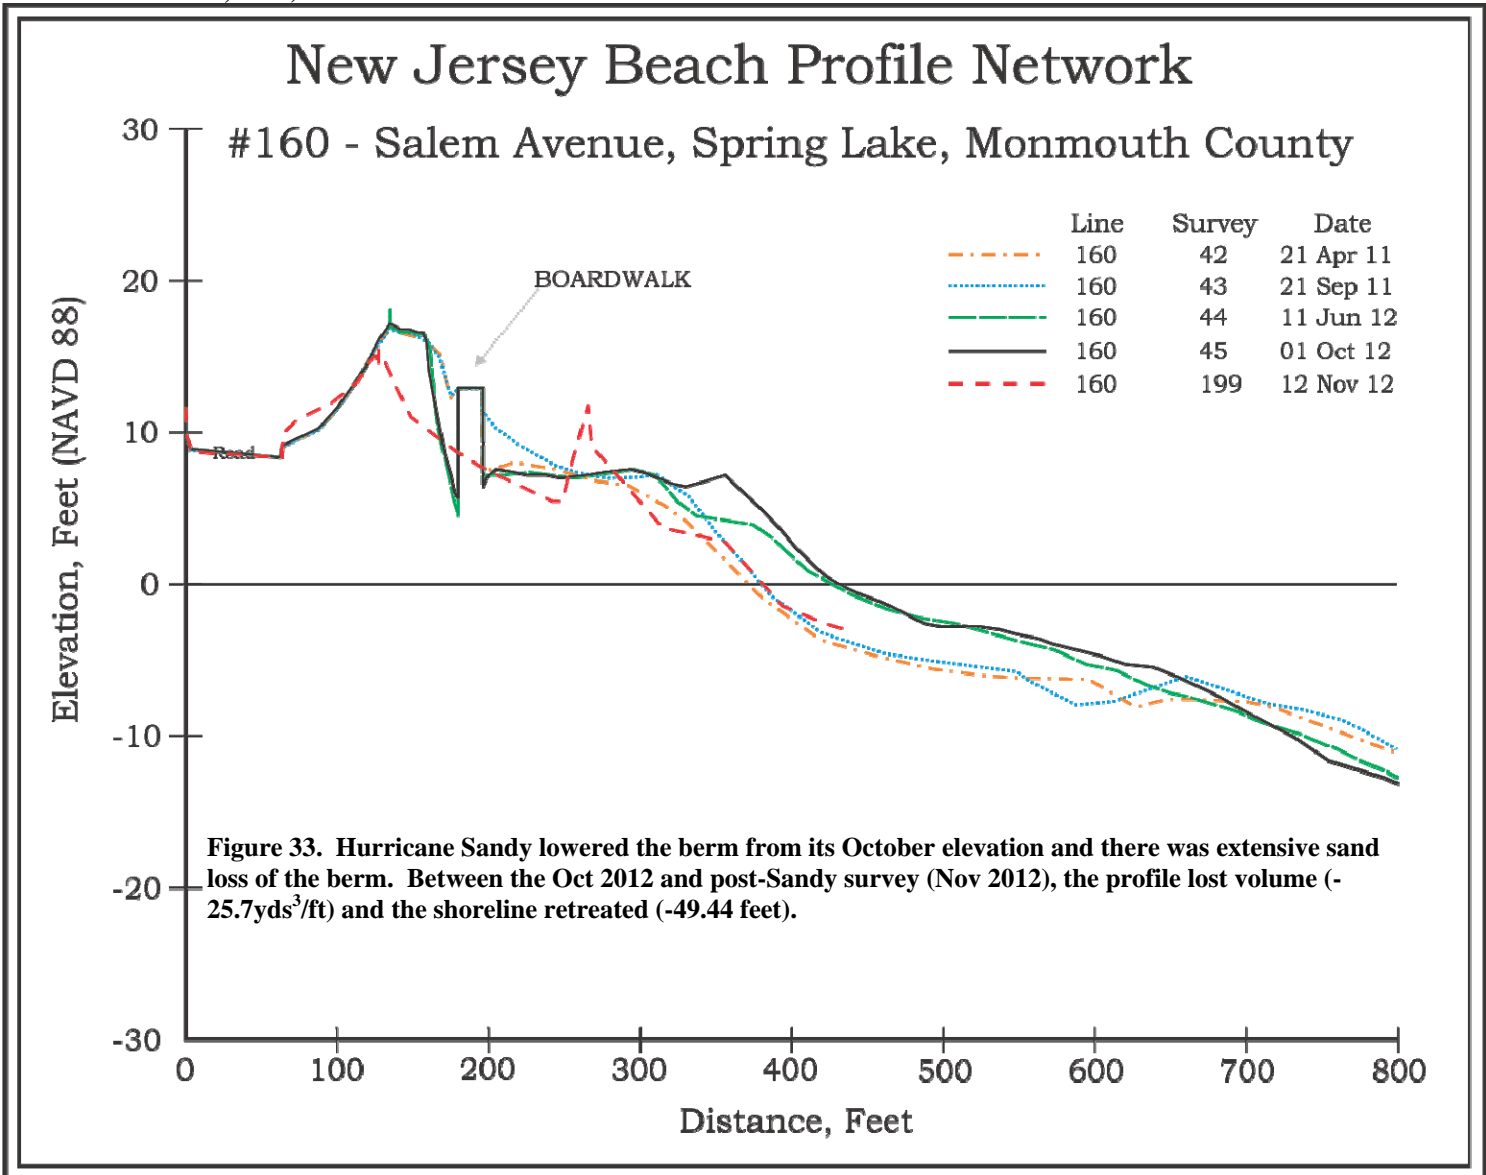 New Jersey Beach Profile Network
#160 - Salem Avenue, Spring Lake, Monmouth County
Line Survey Date
160 42 21 Apr 11
160 43 21 Sep 11
160 44 11 Jun 12
160 45 01 Oct 12
160 199 12 Nov 12
BOARDWALK
Road
Elevation, Feet (NAVD 88)
30
20
10
0
-10
-20
-30
Figure 33. Hurricane Sandy lowered the berm from its October elevation and there was extensive sand
loss of the berm. Between the Oct 2012 and post-Sandy survey (Nov 2012), the profile lost volume (-
25.7yds³/ft) and the shoreline retreated (-49.44 feet).
0 100 200 300 400 500 600 700 800
Distance, Feet